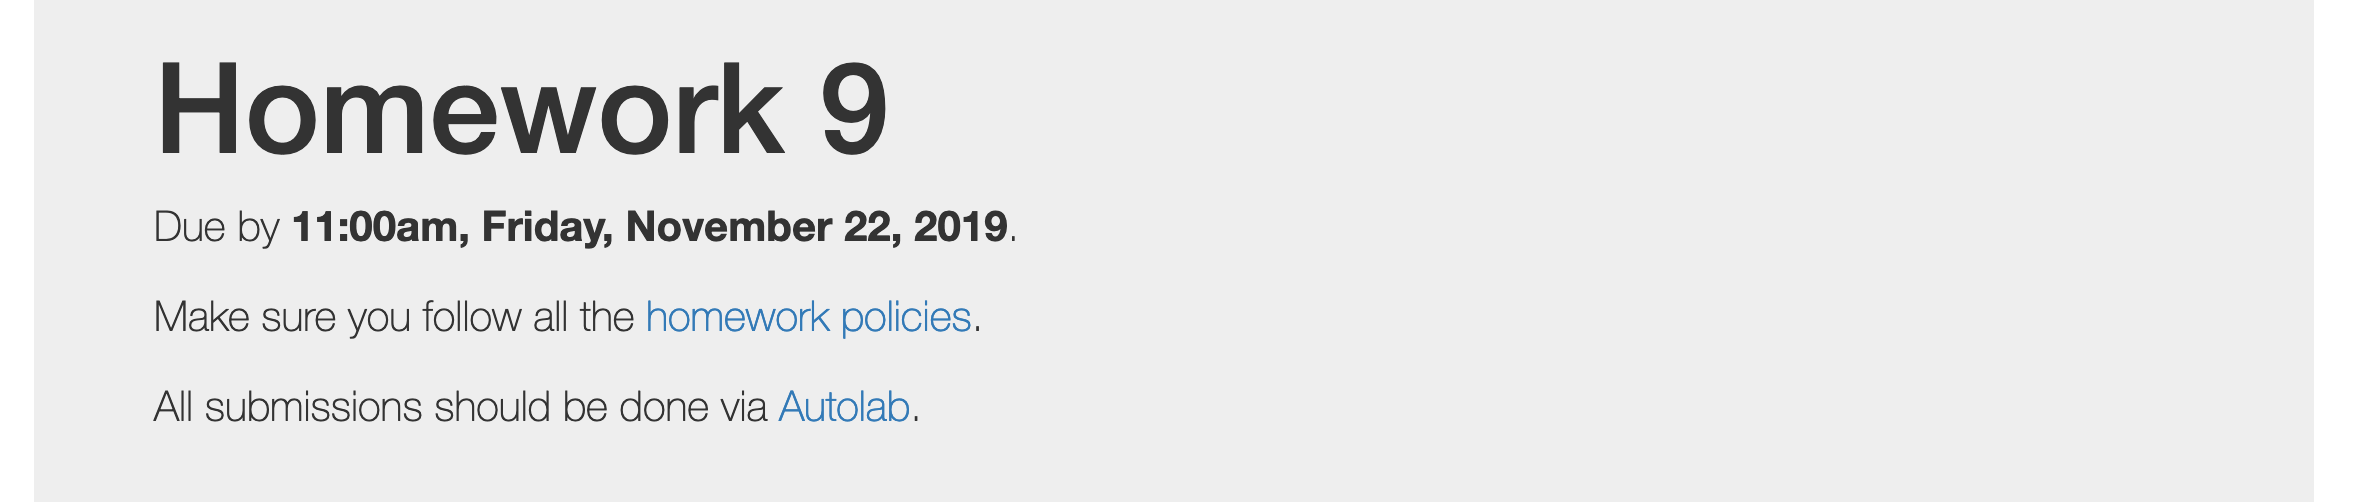 Homework 9
Due by 11:00am, Friday, November 22, 2019.
Make sure you follow all the homework policies.
All submissions should be done via Autolab.